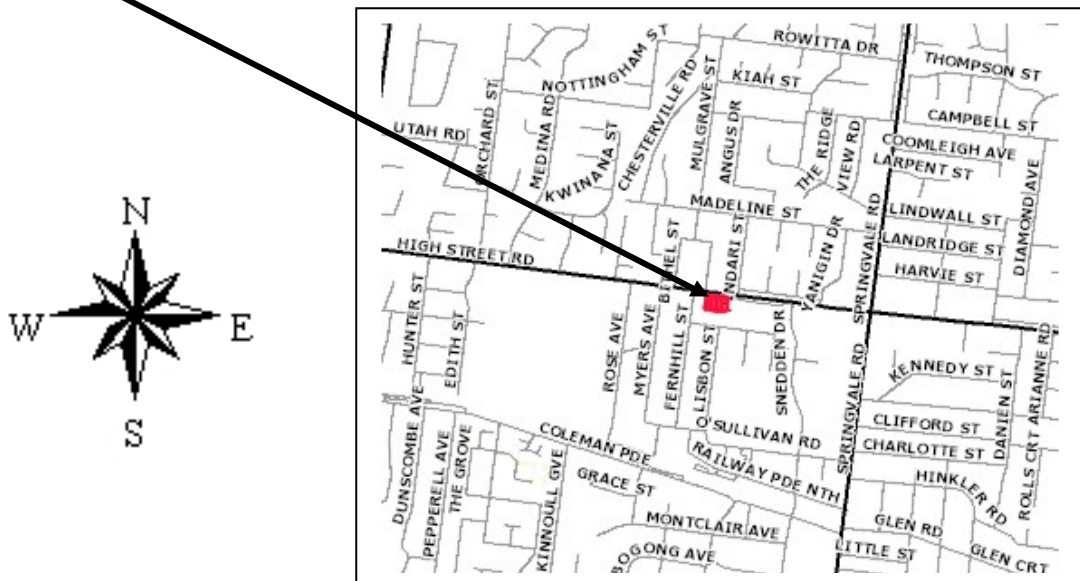 ROWITTA DR
THOMPSON ST
NOTTINGHAM ST
KIAH ST
CHESTERVILLE RD
MULGRAVE ST
ORCHARD ST
MEDINA RD
ANGUS DR
THE RIDGE
VIEW RD
CAMPBELL ST
UTAH RD
KWINANA ST
COOMLEIGH AVE
LARPENT ST
DIAMOND AVE
MADELINE ST
LINDWALL ST
SPRINGVALE RD
N
W
E
S
HIGH STREET RD
NDARI ST
YANIGIN DR
LANDRIDGE ST
HARVIE ST
HUNTER ST
EDITH ST
ROSE AVE
MYERS AVE
FERNHILL ST
LISBON ST
SNEDDEN DR
SPRINGVALE RD
KENNEDY ST
DANIEN ST
ARIANNE RD
ROLLS CRT
CLIFFORD ST
CHARLOTTE ST
O'SULLIVAN RD
DUNSCOMBE AVE
PEPPERELL AVE
THE GROVE
COLEMAN PDE
RAILWAY PDE NTH
HINKLER RD
KINNOULL GVE
GRACE ST
MONTCLAIR AVE
GLEN RD
BOGONG AVE
LITTLE ST
GLEN CRT